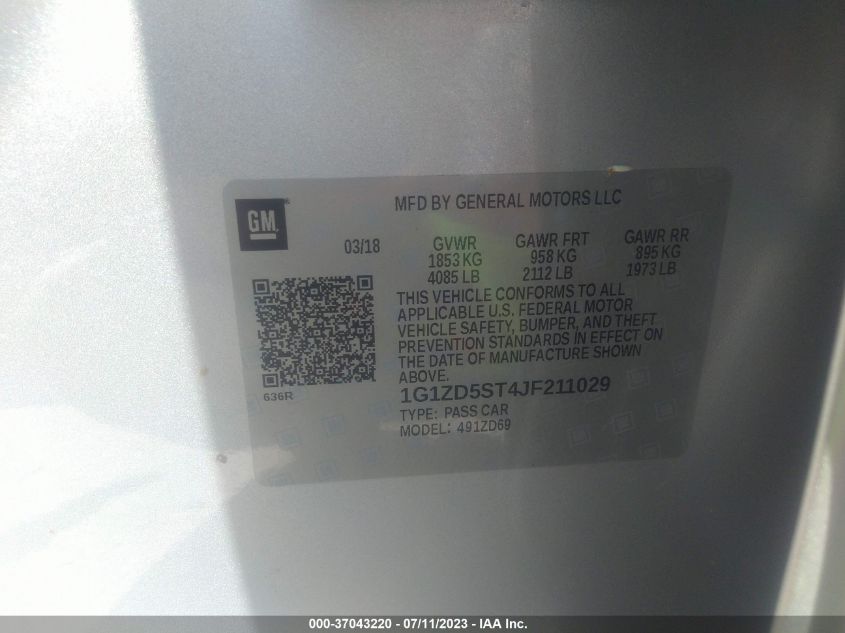 GM
MFD BY GENERAL MOTORS LLC
03/18 GVWR GAWR FRT GAWR RR
1853 KG 958 KG 895 KG
4085 LB 2112 LB 1973 LB
THIS VEHICLE CONFORMS TO ALL
APPLICABLE U.S. FEDERAL MOTOR
VEHICLE SAFETY, BUMPER, AND THEFT
PREVENTION STANDARDS IN EFFECT ON
THE DATE OF MANUFACTURE SHOWN
ABOVE.
636R
1G1ZD5ST4JF211029
TYPE: PASS CAR
MODEL: 491ZD69
000-37043220 - 07/11/2023 - IAA Inc.